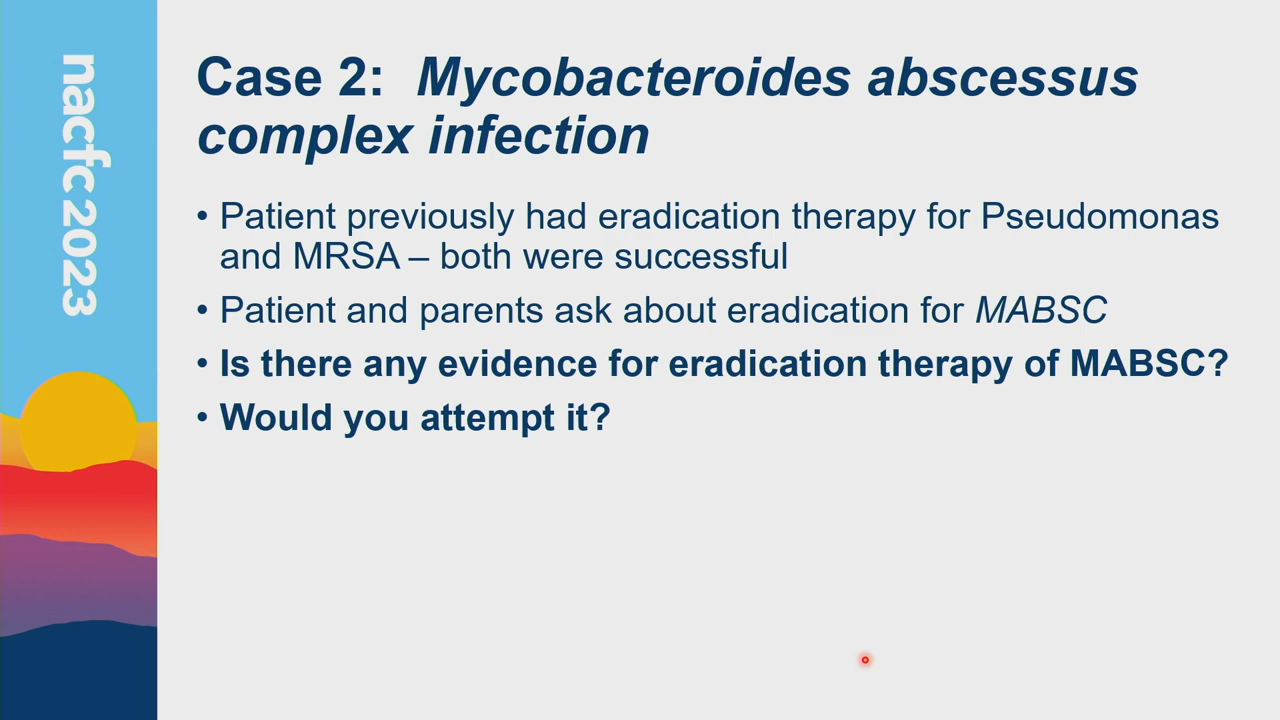 nacfc 2023
Case 2: Mycobacteroides abscessus
complex infection
• Patient previously had eradication therapy for Pseudomonas
and MRSA – both were successful
• Patient and parents ask about eradication for MABSC
• Is there any evidence for eradication therapy of MABSC?
• Would you attempt it?